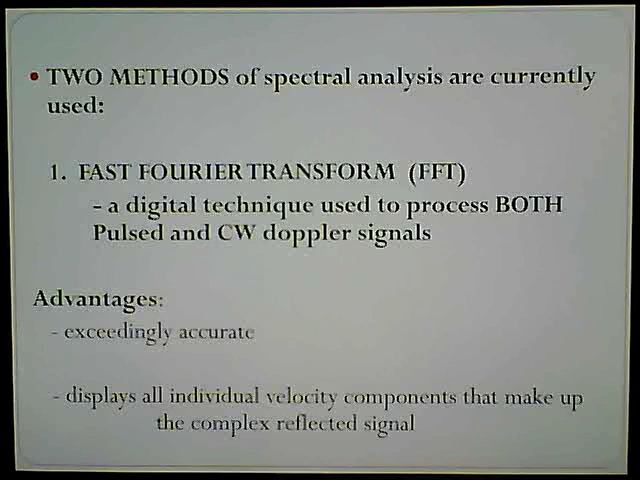 • TWO METHODS of spectral analysis are currently
used:
1. FAST FOURIER TRANSFORM (FFT)
- a digital technique used to process BOTH
Pulsed and CW doppler signals
Advantages:
- exceedingly accurate
- displays all individual velocity components that make up
the complex reflected signal